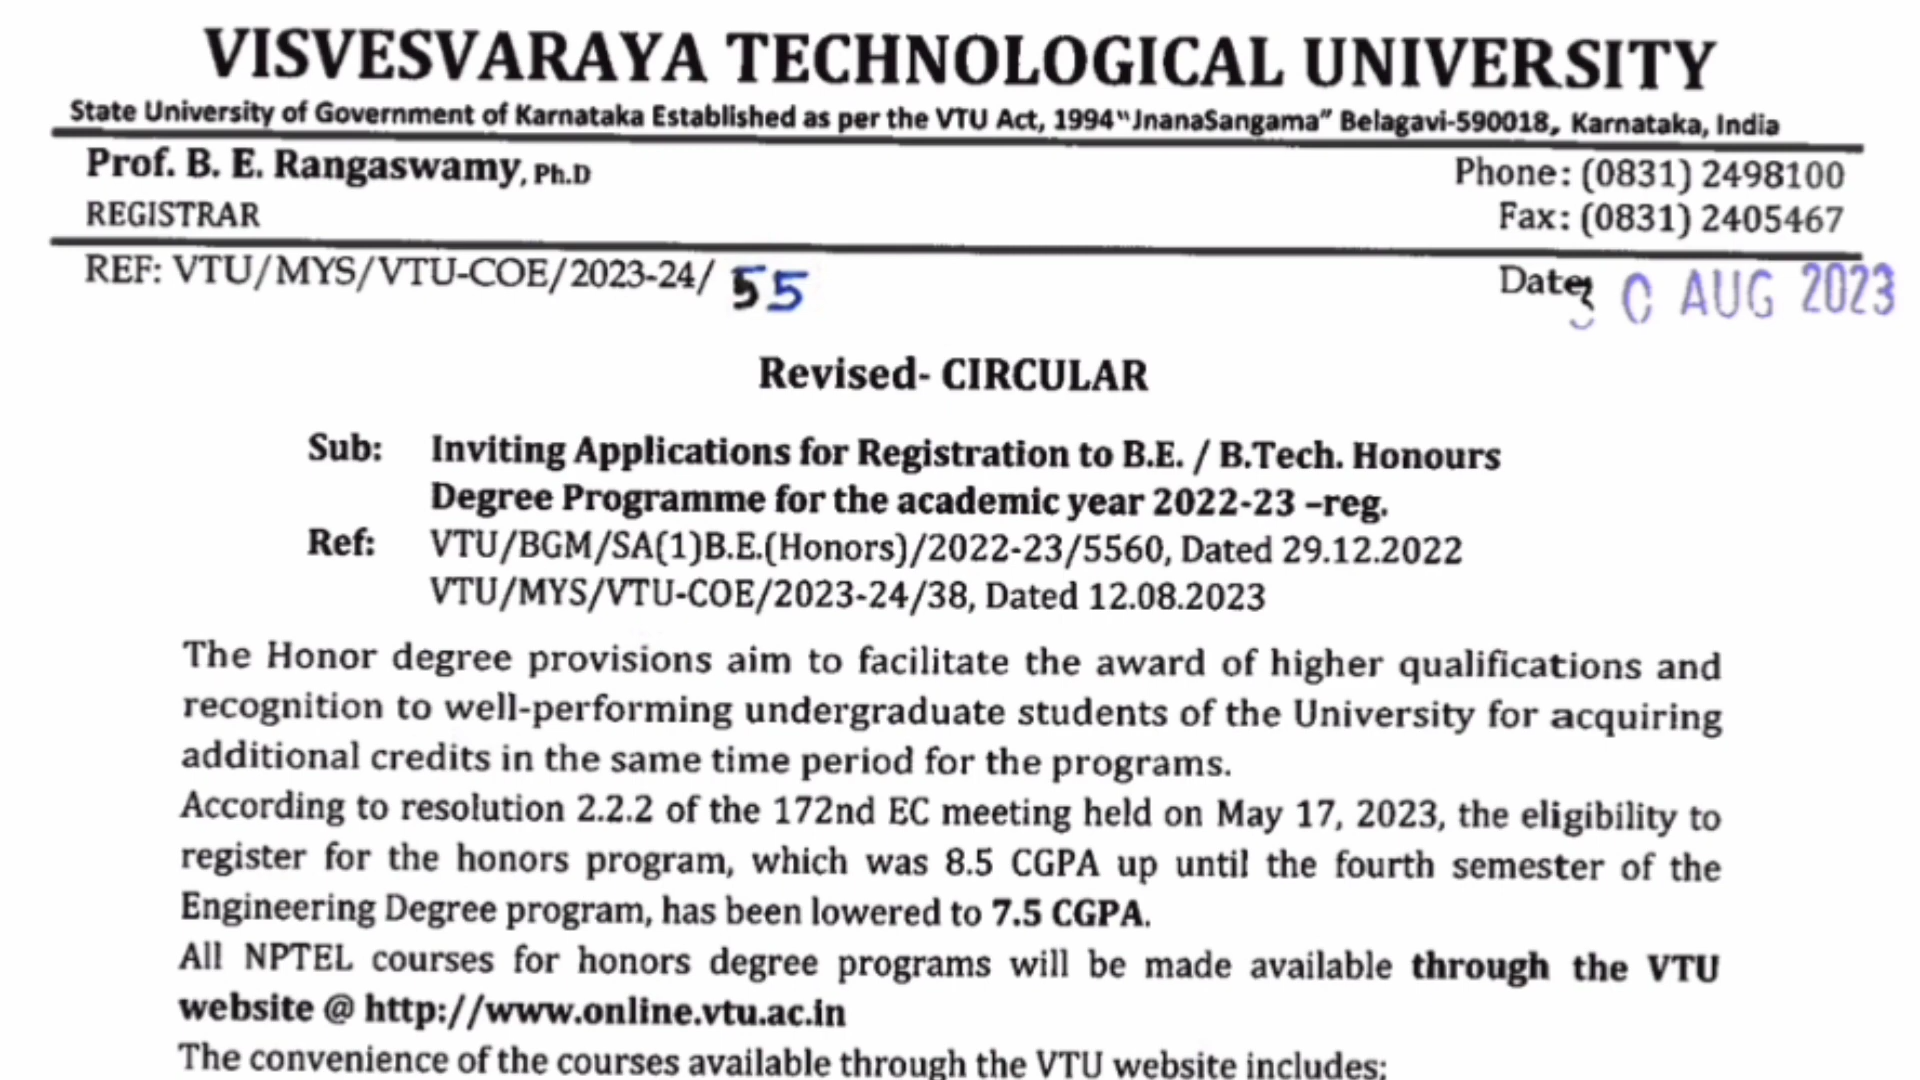 VISVESVARAYA TECHNOLOGICAL UNIVERSITY
State University of Government of Karnataka Established as per the VTU Act, 1994"JnanaSangama" Belagavi-590018, Karnataka, India
Prof. B. E. Rangaswamy, Ph.D
Phone: (0831) 2498100
REGISTRAR
Fax: (0831) 2405467
REF: VTU/MYS/VTU-COE/2023-24/ 55
Date: 0 AUG 2023
Revised- CIRCULAR
Sub: Inviting Applications for Registration to B.E. / B.Tech. Honours
Degree Programme for the academic year 2022-23 –reg.
Ref: VTU/BGM/SA(1)B.E.(Honors)/2022-23/5560, Dated 29.12.2022
VTU/MYS/VTU-COE/2023-24/38, Dated 12.08.2023
The Honor degree provisions aim to facilitate the award of higher qualifications and
recognition to well-performing undergraduate students of the University for acquiring
additional credits in the same time period for the programs.
According to resolution 2.2.2 of the 172nd EC meeting held on May 17, 2023, the eligibility to
register for the honors program, which was 8.5 CGPA up until the fourth semester of the
Engineering Degree program, has been lowered to 7.5 CGPA.
All NPTEL courses for honors degree programs will be made available through the VTU
website @ http://www.online.vtu.ac.in
The convenience of the courses available through the VTU website includes: